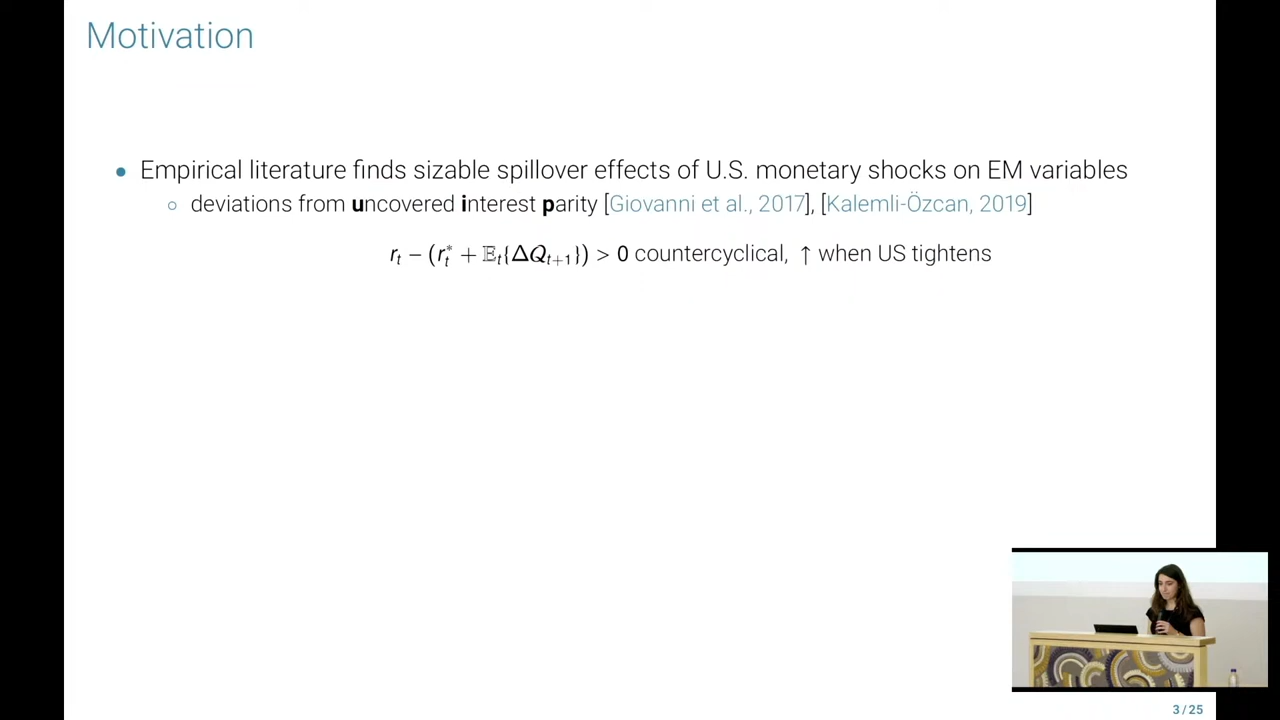 Motivation
• Empirical literature finds sizable spillover effects of U.S. monetary shocks on EM variables
○ deviations from uncovered interest parity [Giovanni et al., 2017], [Kalemli-Özcan, 2019]
rₜ − (rₜ* + 𝔼ₜ{ΔQₜ₊₁}) > 0 countercyclical, ↑ when US tightens
3 / 25